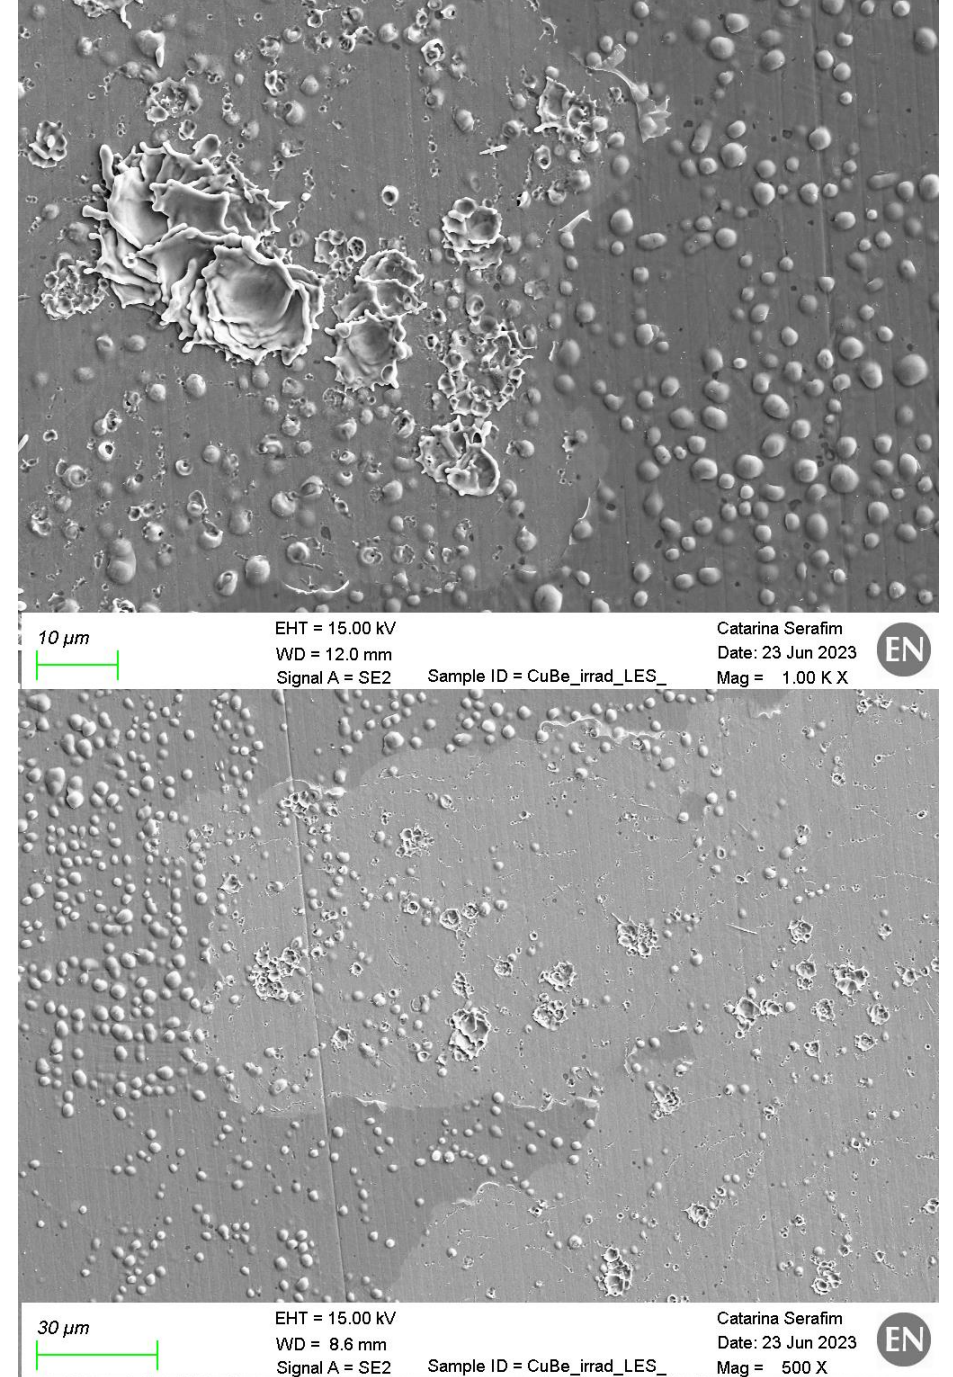 10 µm
EHT = 15.00 kV
WD = 12.0 mm
Signal A = SE2
Sample ID = CuBe_irrad_LES_
Catarina Serafim
Date: 23 Jun 2023
Mag = 1.00 K X
EN
30 µm
EHT = 15.00 kV
WD = 8.6 mm
Signal A = SE2
Sample ID = CuBe_irrad_LES_
Catarina Serafim
Date: 23 Jun 2023
Mag = 500 X
EN